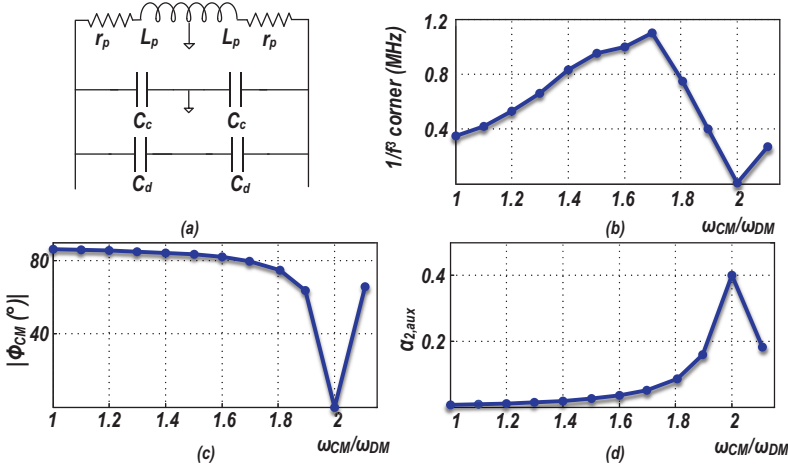 r_p L_p L_p r_p
C_c C_c
C_d C_d
(a)
1/f³ corner (MHz)
1.2
0.8
0.4
1 1.2 1.4 1.6 1.8 2
(b) ω_CM/ω_DM
|Φ_CM (°)|
80
40
1 1.2 1.4 1.6 1.8 2
(c) ω_CM/ω_DM
α_2,aux
0.4
0.2
1 1.2 1.4 1.6 1.8 2
(d) ω_CM/ω_DM